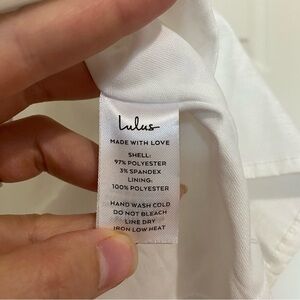 Lulus
MADE WITH LOVE
SHELL:
97% POLYESTER
3% SPANDEX
LINING:
100% POLYESTER
HAND WASH COLD
DO NOT BLEACH
LINE DRY
IRON LOW HEAT